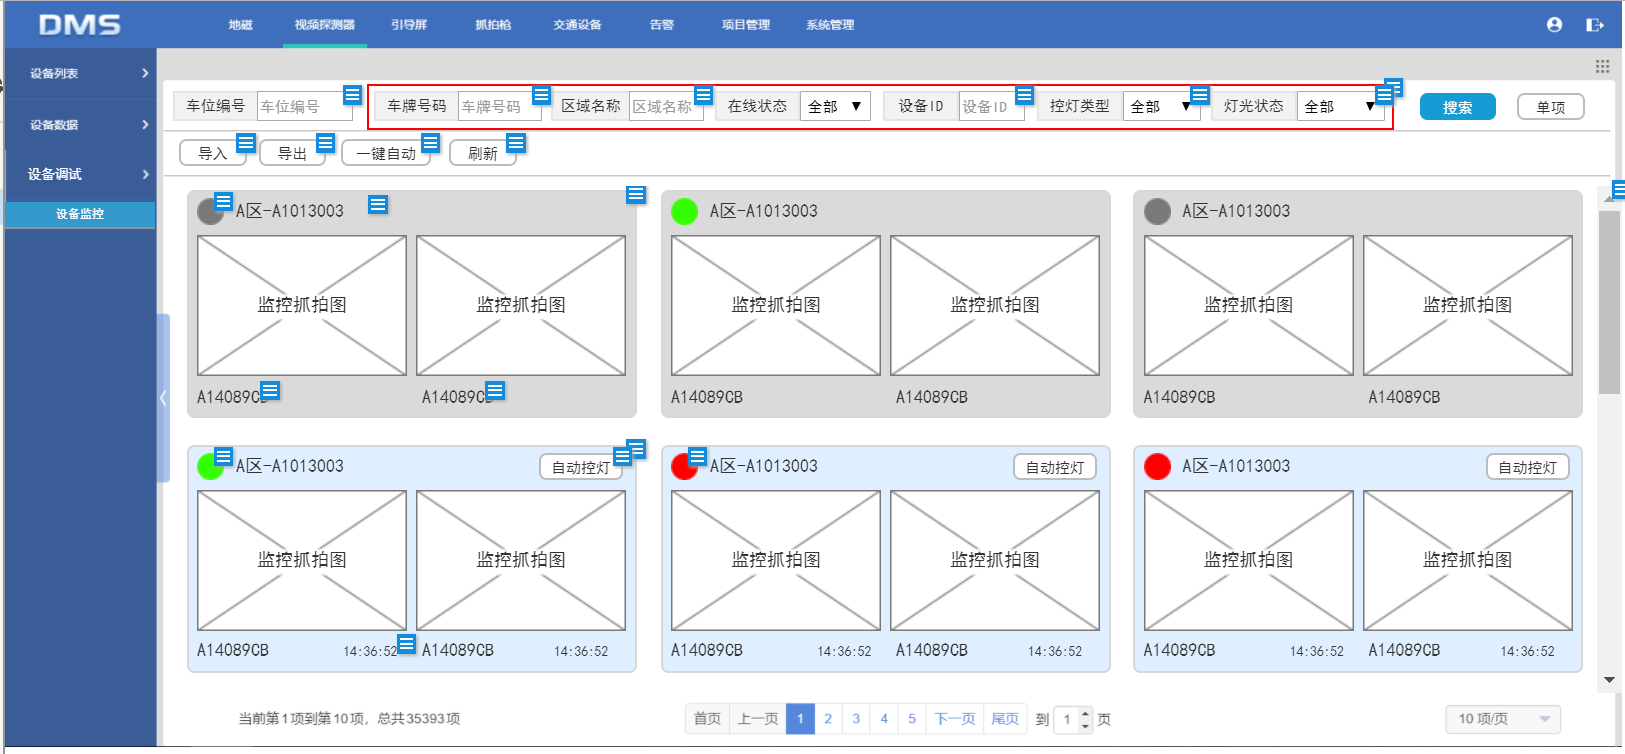 DMS 地磁 视频探测器 引导屏 抓拍枪 交通设备 告警 项目管理 系统管理
设备列表
设备数据
设备调试
设备监控
车位编号 车位编号 车牌号码 车牌号码 区域名称 区域名称 在线状态 全部 ▼ 设备ID 设备ID 控灯类型 全部 ▼ 灯光状态 全部 ▼ 搜索 单项
导入 导出 一键自动 刷新
A区-A1013003 A区-A1013003 A区-A1013003
监控抓拍图 监控抓拍图 监控抓拍图 监控抓拍图 监控抓拍图 监控抓拍图
A14089CB A14089CB A14089CB A14089CB A14089CB A14089CB
A区-A1013003 自动控灯 A区-A1013003 自动控灯 A区-A1013003 自动控灯
监控抓拍图 监控抓拍图 监控抓拍图 监控抓拍图 监控抓拍图 监控抓拍图
A14089CB 14:36:52 A14089CB 14:36:52 A14089CB 14:36:52 A14089CB 14:36:52 A14089CB 14:36:52 A14089CB 14:36:52
当前第1项到第10项，总共35393项 首页 上一页 1 2 3 4 5 下一页 尾页 到 1 页 10 项/页